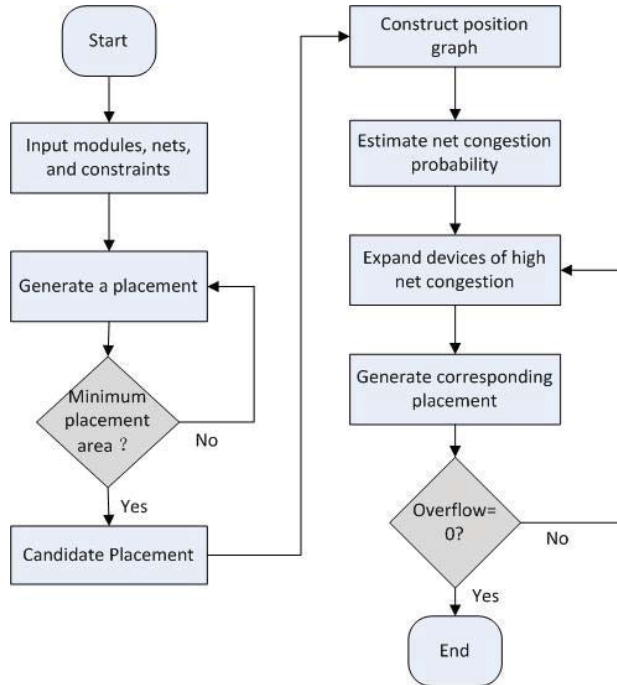 Start
Input modules, nets,
and constraints
Generate a placement
Minimum
placement
area ?
No
Yes
Candidate Placement
Construct position
graph
Estimate net congestion
probability
Expand devices of high
net congestion
Generate corresponding
placement
Overflow=
0?
No
Yes
End